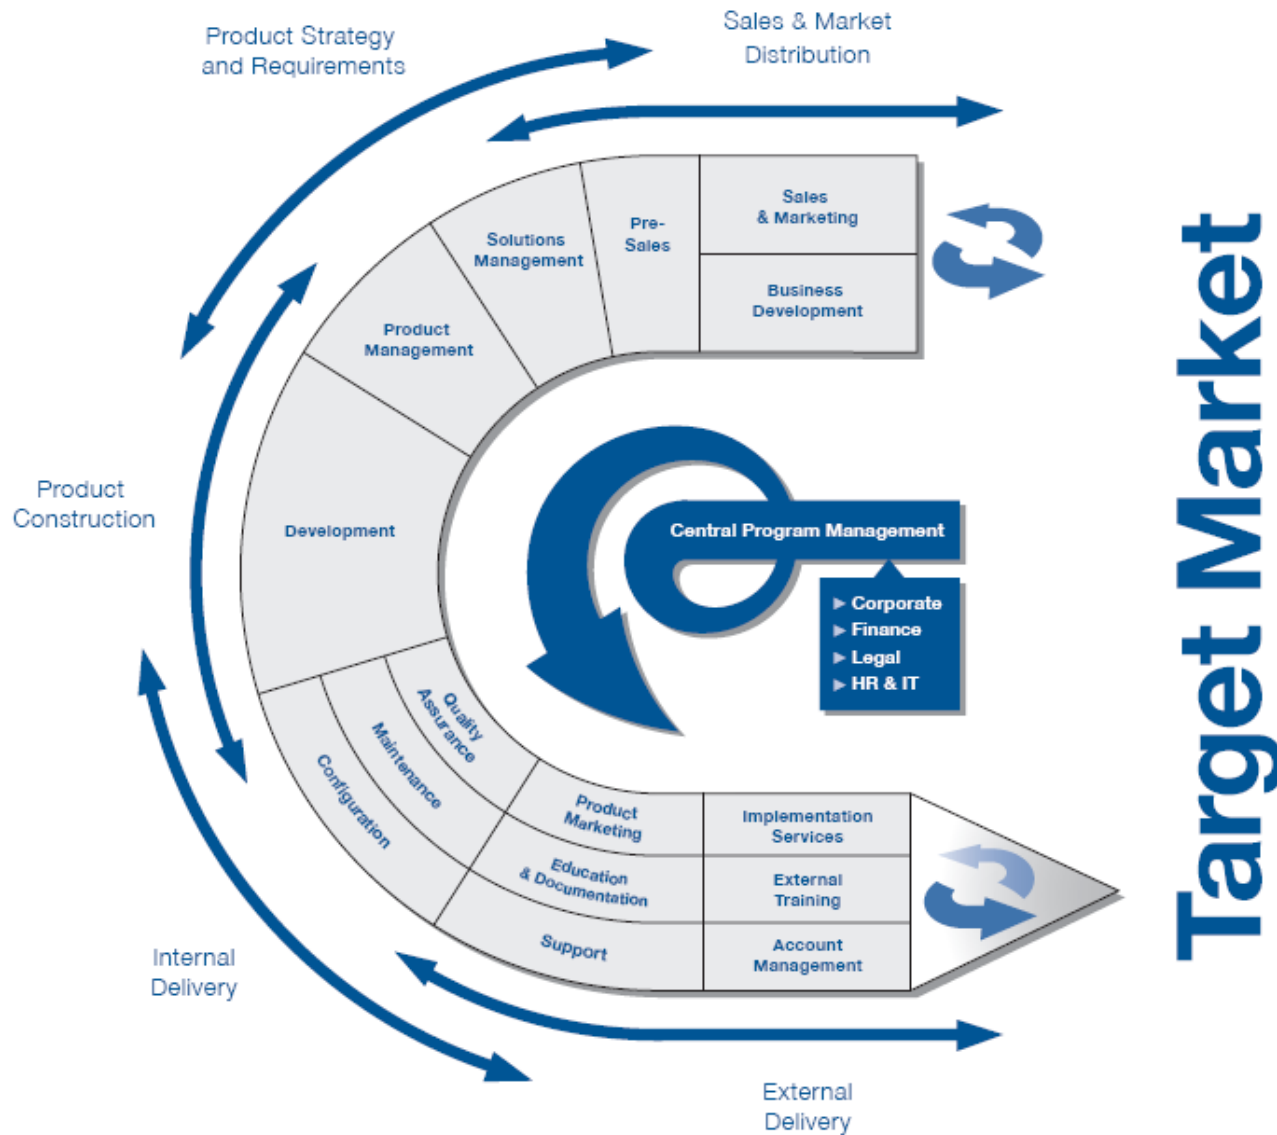 Product Strategy
and Requirements
Sales & Market
Distribution
Sales
& Marketing
Pre-
Sales
Solutions
Management
Business
Development
Product
Management
Product
Construction
Development
Central Program Management
Corporate
Finance
Legal
HR & IT
Quality
Assurance
Maintenance
Configuration
Product
Marketing
Education
& Documentation
Support
Implementation
Services
External
Training
Account
Management
Internal
Delivery
External
Delivery
Target Market